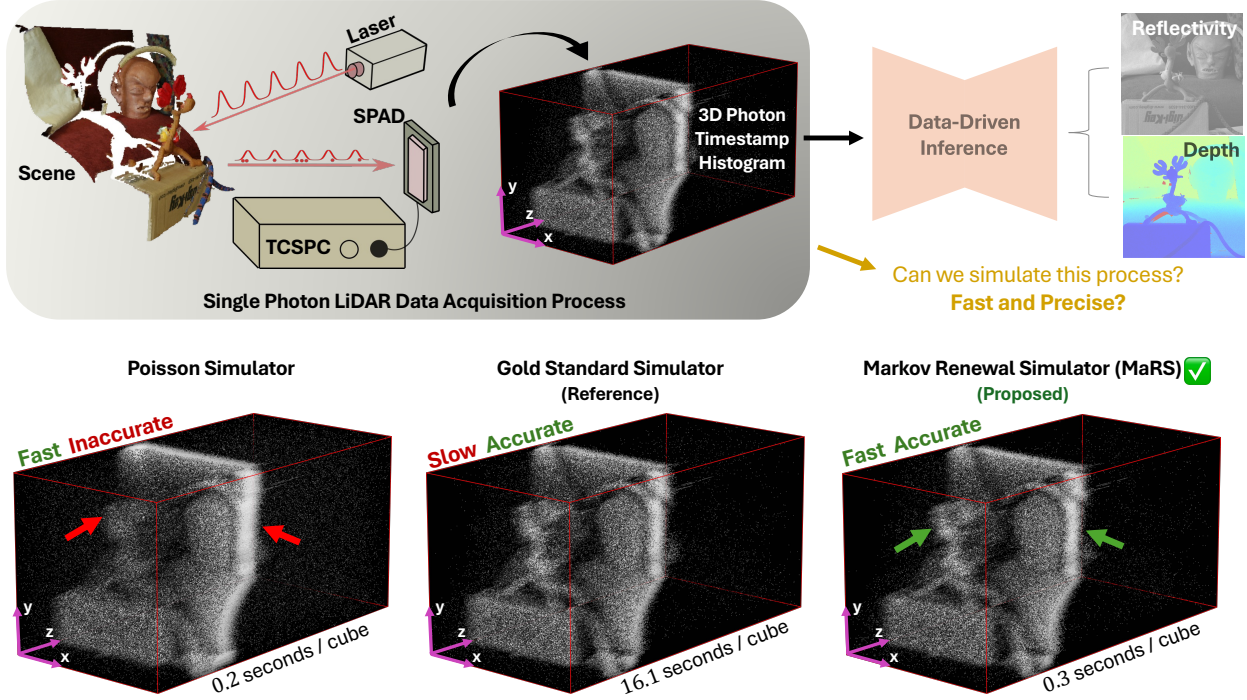 Laser
SPAD
Scene
TCSPC
3D Photon
Timestamp
Histogram
y
z
x
Single Photon LiDAR Data Acquisition Process
Data-Driven
Inference
Reflectivity
Depth
Can we simulate this process?
Fast and Precise?
Poisson Simulator
Fast Inaccurate
y
z
x
0.2 seconds / cube
Gold Standard Simulator
(Reference)
Slow Accurate
y
z
x
16.1 seconds / cube
Markov Renewal Simulator (MaRS)
(Proposed)
Fast Accurate
y
z
x
0.3 seconds / cube